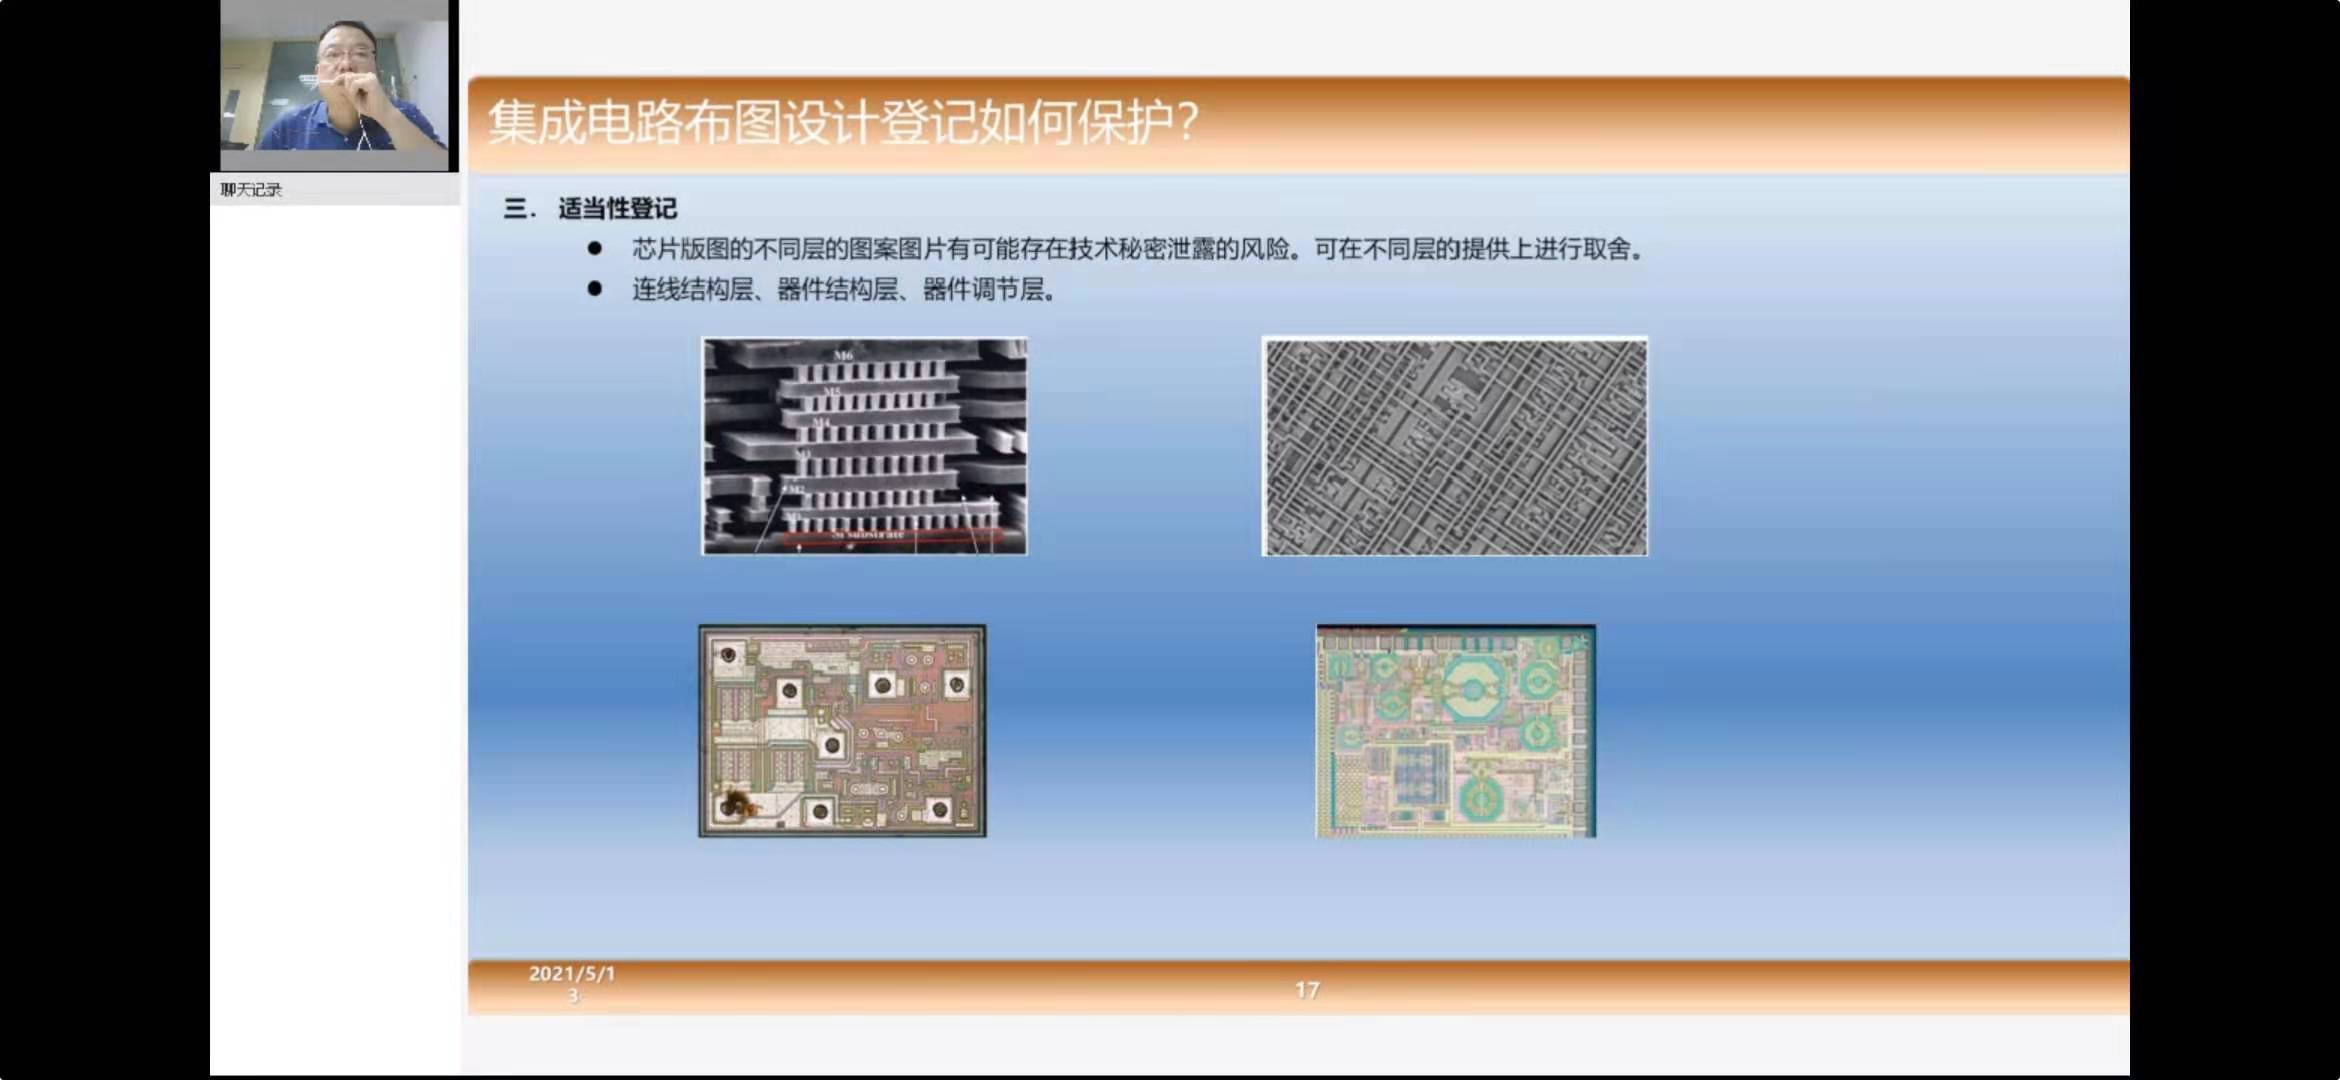 聊天记录
集成电路布图设计登记如何保护?
三. 适当性登记
● 芯片版图的不同层的图案图片有可能存在技术秘密泄露的风险。可在不同层的提供上进行取舍。
● 连线结构层、器件结构层、器件调节层。
M6
M5
M4
M3
M2
M1
Si substrate
2021/5/1
3
17